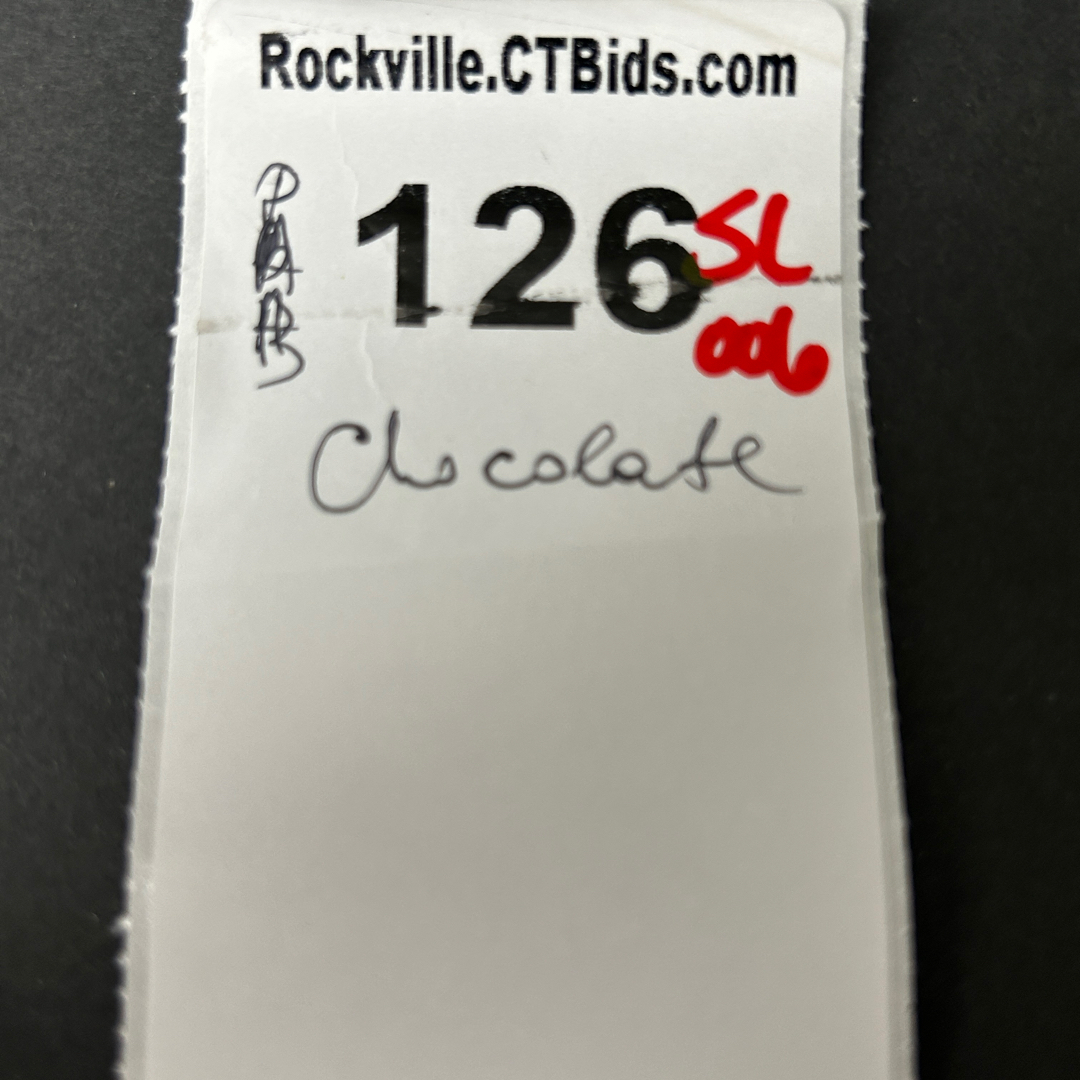 Rockville.CTBids.com
126 SL
006
Chocolate